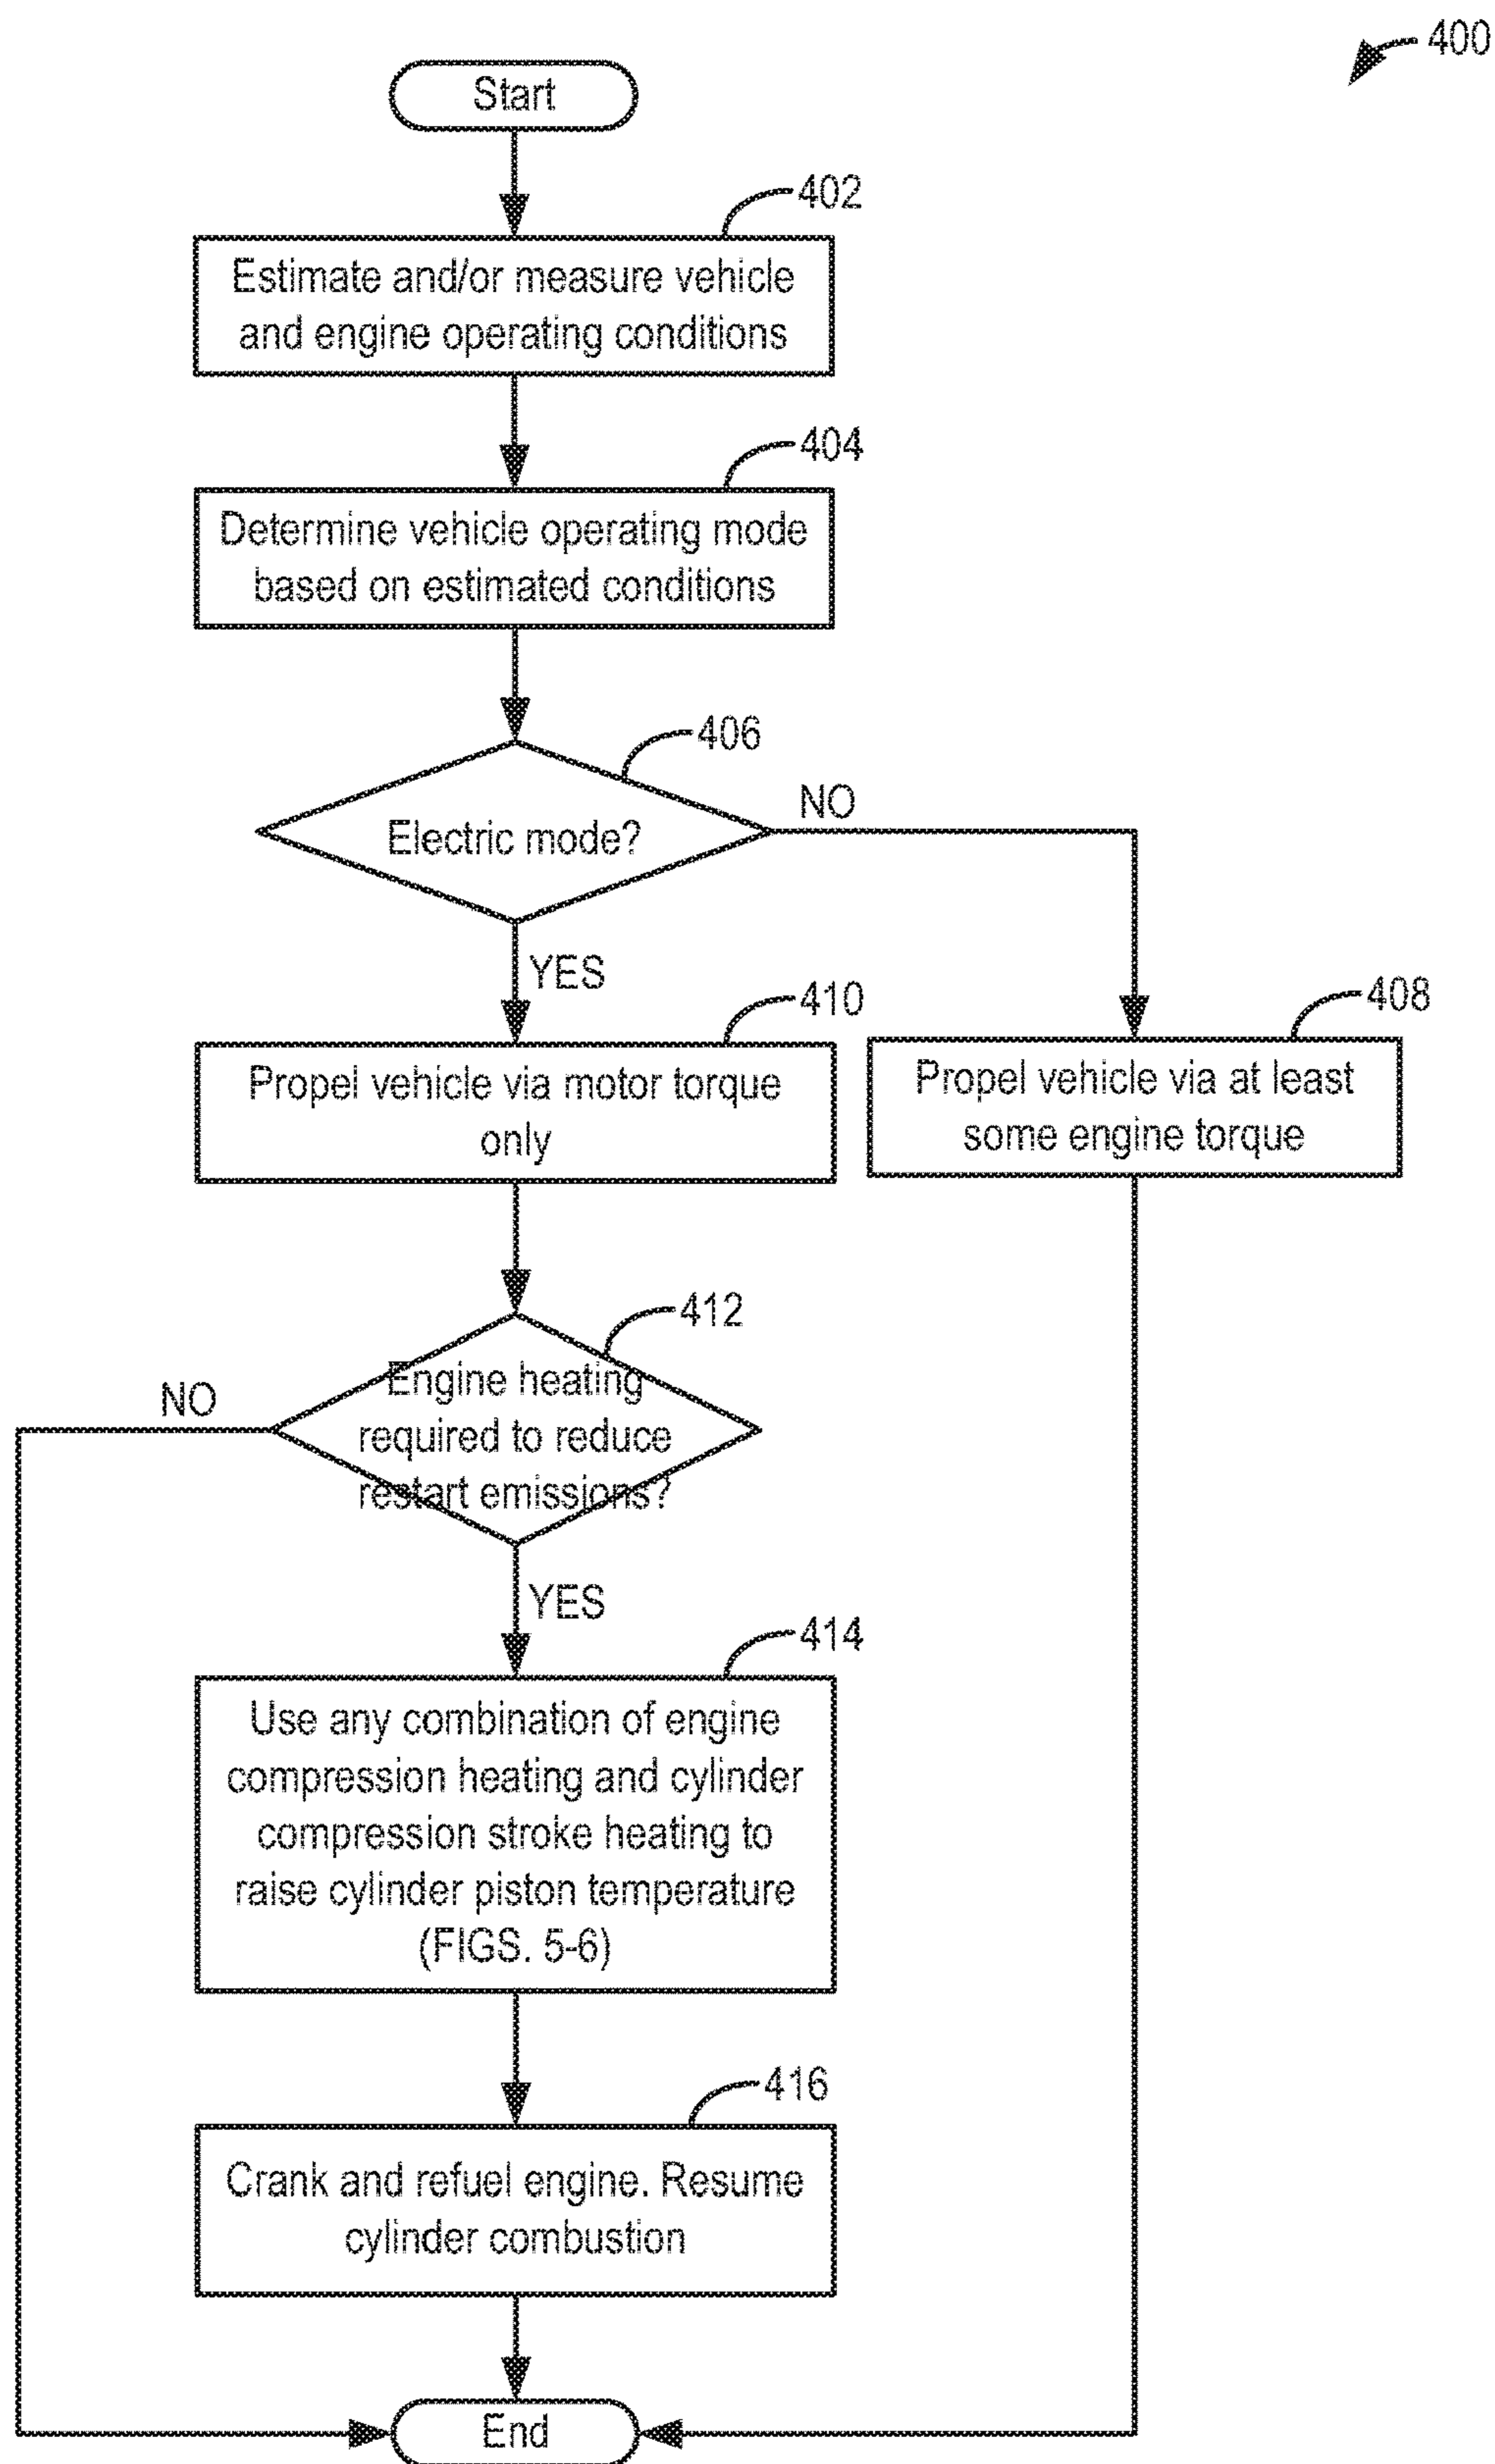 400
Start
402
Estimate and/or measure vehicle
and engine operating conditions
404
Determine vehicle operating mode
based on estimated conditions
406
Electric mode?
NO
YES
410
Propel vehicle via motor torque
only
408
Propel vehicle via at least
some engine torque
412
Engine heating
required to reduce
restart emissions?
NO
YES
414
Use any combination of engine
compression heating and cylinder
compression stroke heating to
raise cylinder piston temperature
(FIGS. 5-6)
416
Crank and refuel engine. Resume
cylinder combustion
End